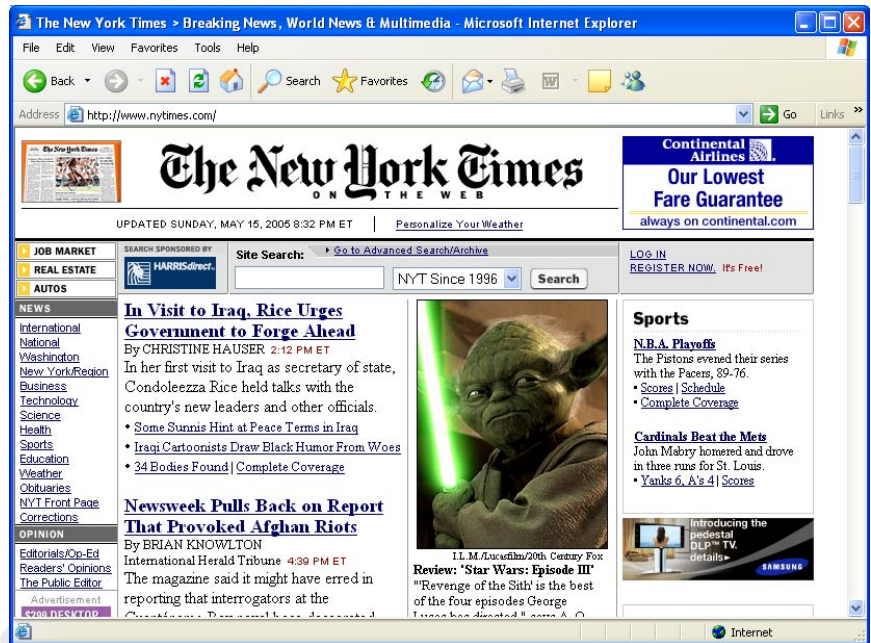 The New York Times > Breaking News, World News & Multimedia - Microsoft Internet Explorer
File Edit View Favorites Tools Help
Back Search Favorites
Address http://www.nytimes.com/ Go Links »
The New York Times
The New York Times
ON THE WEB
Continental
Airlines
Our Lowest
Fare Guarantee
always on continental.com
UPDATED SUNDAY, MAY 15, 2005 8:32 PM ET | Personalize Your Weather
JOB MARKET
REAL ESTATE
AUTOS
SEARCH SPONSORED BY
HARRISdirect.
Site Search: Go to Advanced Search/Archive
NYT Since 1996 Search
LOG IN
REGISTER NOW. It's Free!
NEWS
International
National
Washington
New York/Region
Business
Technology
Science
Health
Sports
Education
Weather
Obituaries
NYT Front Page
Corrections
OPINION
Editorials/Op-Ed
Readers' Opinions
The Public Editor
Advertisement
$299 DESKTOP
In Visit to Iraq, Rice Urges
Government to Forge Ahead
By CHRISTINE HAUSER 2:12 PM ET
In her first visit to Iraq as secretary of state,
Condoleezza Rice held talks with the
country's new leaders and other officials.
• Some Sunnis Hint at Peace Terms in Iraq
• Iraqi Cartoonists Draw Black Humor From Woes
• 34 Bodies Found | Complete Coverage
Newsweek Pulls Back on Report
That Provoked Afghan Riots
By BRIAN KNOWLTON
International Herald Tribune 4:39 PM ET
The magazine said it might have erred in
reporting that interrogators at the
I.L.M./Lucasfilm/20th Century Fox
Review: 'Star Wars: Episode III'
"'Revenge of the Sith' is the best
of the four episodes George
Lucas has directed," says A. O.
Sports
N.B.A. Playoffs
The Pistons evened their series
with the Pacers, 89-76.
• Scores | Schedule
• Complete Coverage
Cardinals Beat the Mets
John Mabry homered and drove
in three runs for St. Louis.
• Yanks 6, A's 4 | Scores
Introducing the
pedestal
DLP™ TV.
details
SAMSUNG
Internet